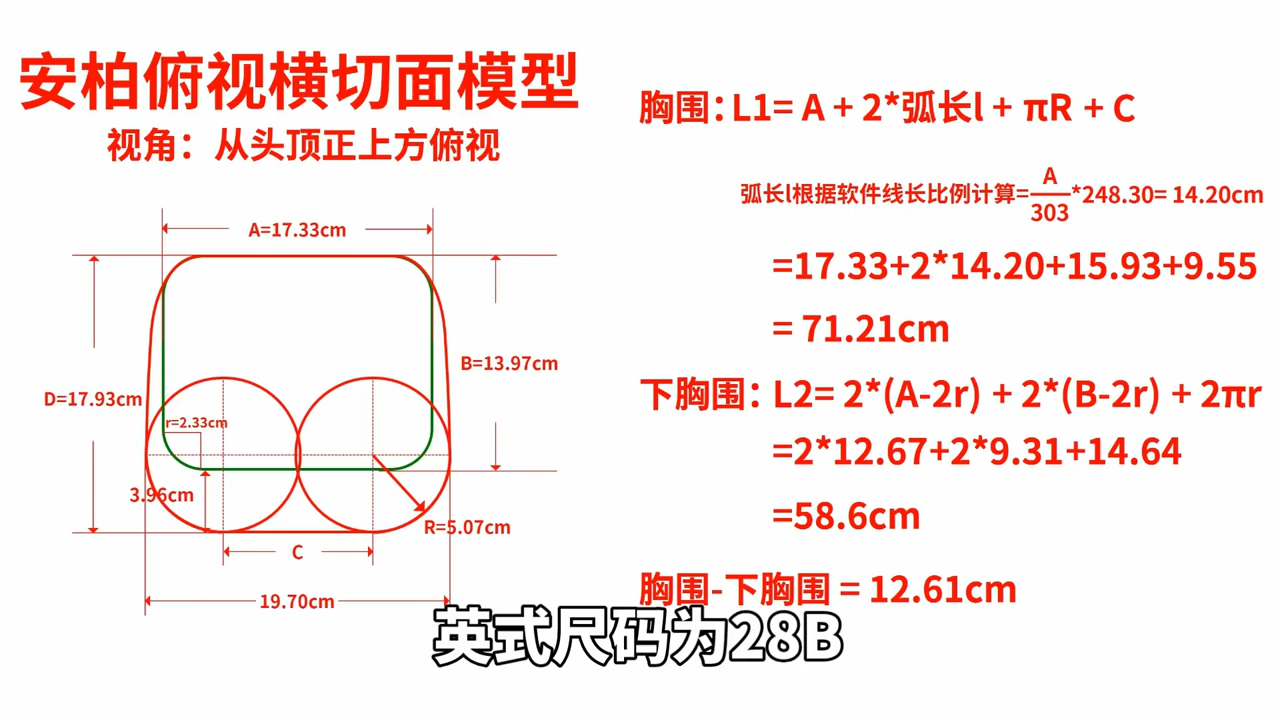 安柏俯视横切面模型
视角：从头顶正上方俯视
A=17.33cm
B=13.97cm
D=17.93cm
r=2.33cm
3.96cm
R=5.07cm
C
19.70cm
胸围：L1= A + 2*弧长l + πR + C
弧长l根据软件线长比例计算=A/303*248.30= 14.20cm
=17.33+2*14.20+15.93+9.55
= 71.21cm
下胸围：L2= 2*(A-2r) + 2*(B-2r) + 2πr
=2*12.67+2*9.31+14.64
=58.6cm
胸围-下胸围 = 12.61cm
英式尺码为28B